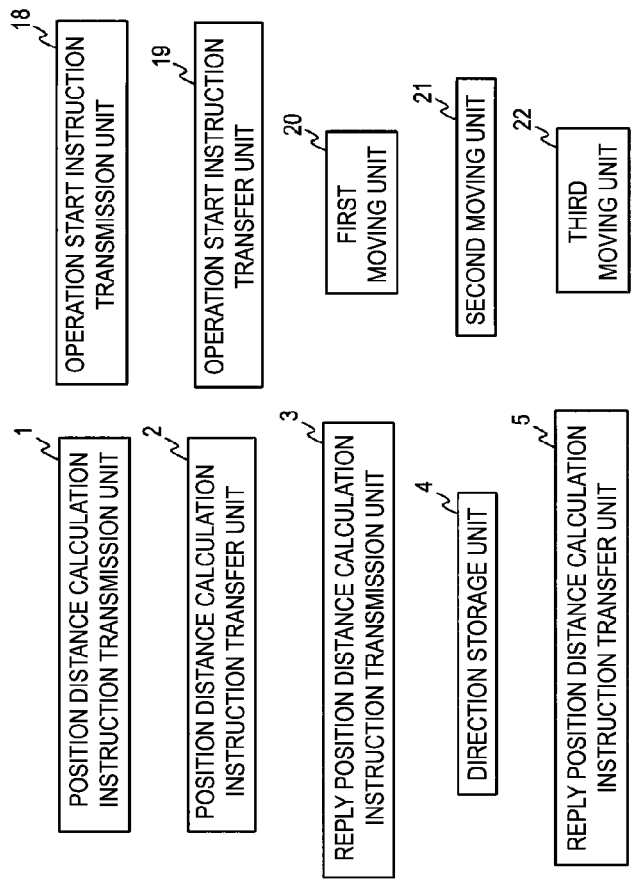 1
POSITION DISTANCE CALCULATION
INSTRUCTION TRANSMISSION UNIT
2
POSITION DISTANCE CALCULATION
INSTRUCTION TRANSFER UNIT
3
REPLY POSITION DISTANCE CALCULATION
INSTRUCTION TRANSMISSION UNIT
4
DIRECTION STORAGE UNIT
5
REPLY POSITION DISTANCE CALCULATION
INSTRUCTION TRANSFER UNIT
18
OPERATION START INSTRUCTION
TRANSMISSION UNIT
19
OPERATION START INSTRUCTION
TRANSFER UNIT
20
FIRST
MOVING UNIT
21
SECOND MOVING UNIT
22
THIRD
MOVING UNIT